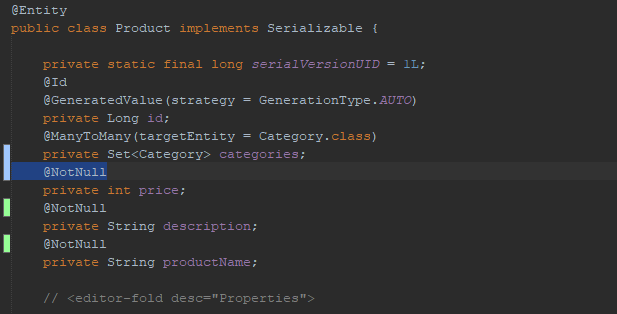 @Entity
public class Product implements Serializable {
private static final long serialVersionUID = 1L;
@Id
@GeneratedValue(strategy = GenerationType.AUTO)
private Long id;
@ManyToMany(targetEntity = Category.class)
private Set<Category> categories;
@NotNull
private int price;
@NotNull
private String description;
@NotNull
private String productName;
// <editor-fold desc="Properties">